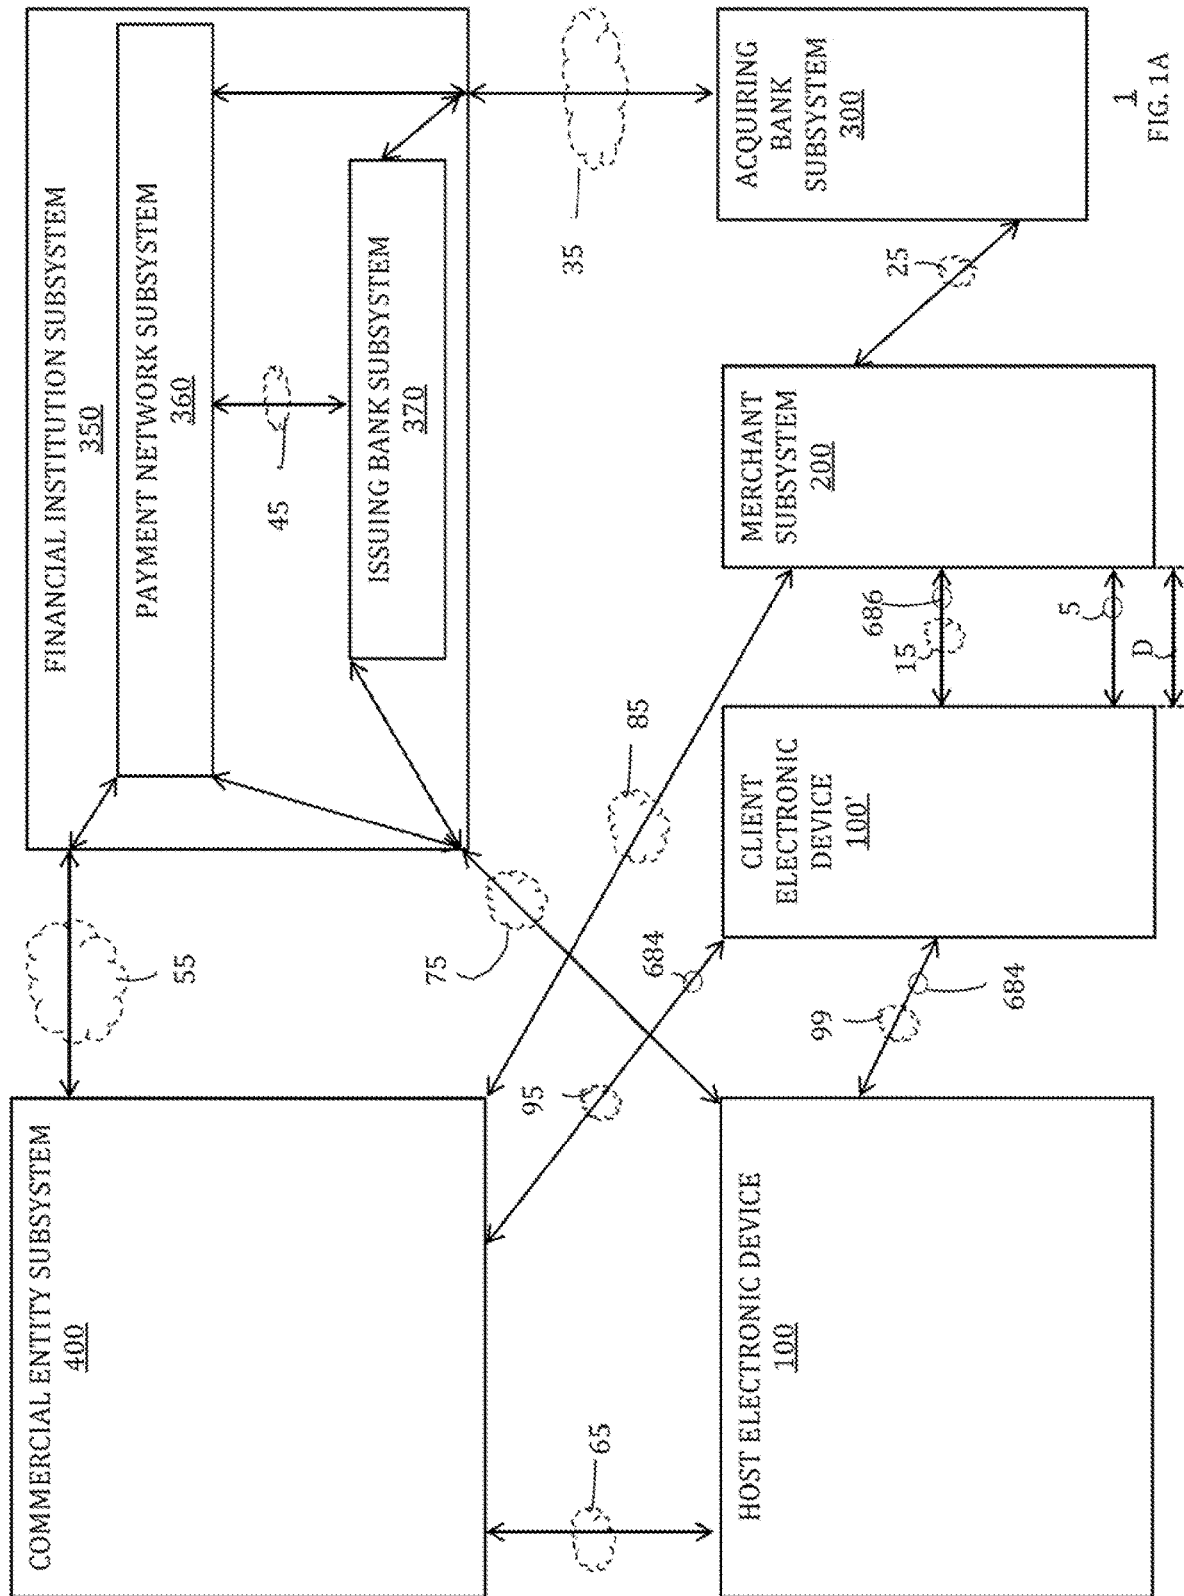 COMMERCIAL ENTITY SUBSYSTEM
400
55
FINANCIAL INSTITUTION SUBSYSTEM
350
PAYMENT NETWORK SUBSYSTEM
360
45
ISSUING BANK SUBSYSTEM
370
65
95
75
684
85
35
HOST ELECTRONIC DEVICE
100
99
684
CLIENT
ELECTRONIC
DEVICE
100'
15
686
5
D
MERCHANT
SUBSYSTEM
200
25
ACQUIRING
BANK
SUBSYSTEM
300
1
FIG. 1A